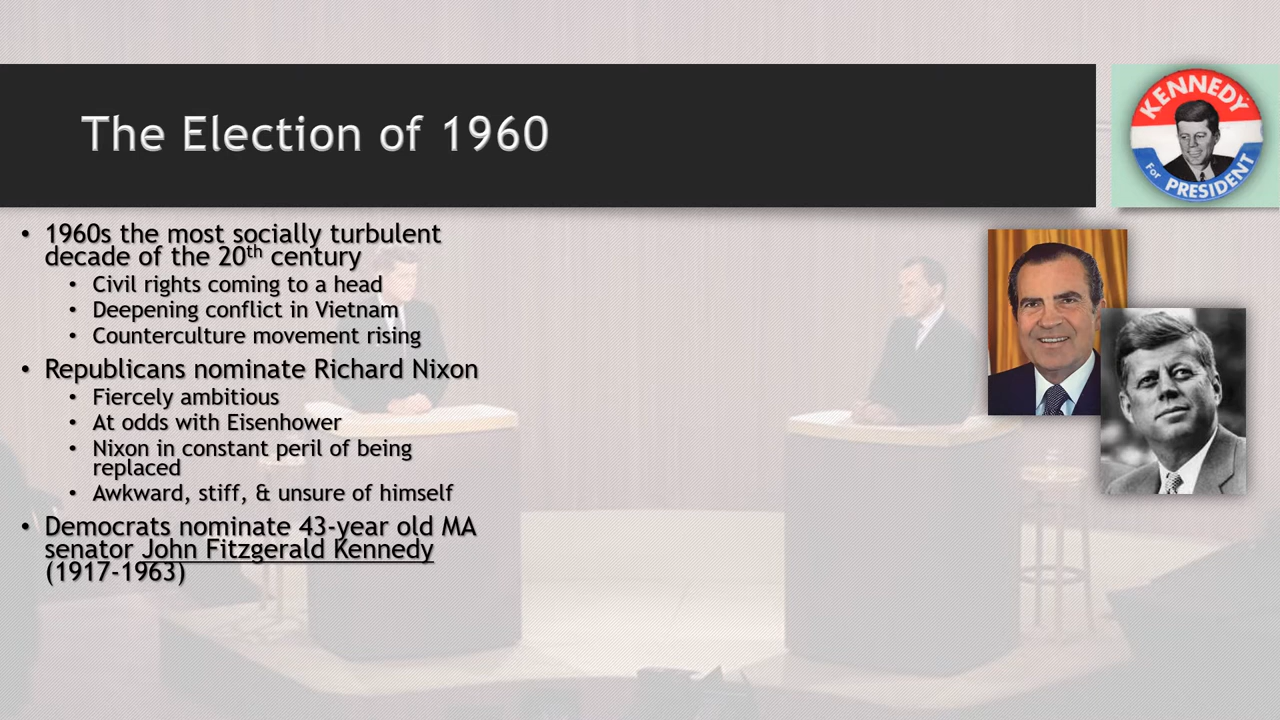 The Election of 1960
KENNEDY
For
PRESIDENT
• 1960s the most socially turbulent
decade of the 20th century
• Civil rights coming to a head
• Deepening conflict in Vietnam
• Counterculture movement rising
• Republicans nominate Richard Nixon
• Fiercely ambitious
• At odds with Eisenhower
• Nixon in constant peril of being
replaced
• Awkward, stiff, & unsure of himself
• Democrats nominate 43-year old MA
senator John Fitzgerald Kennedy
(1917-1963)